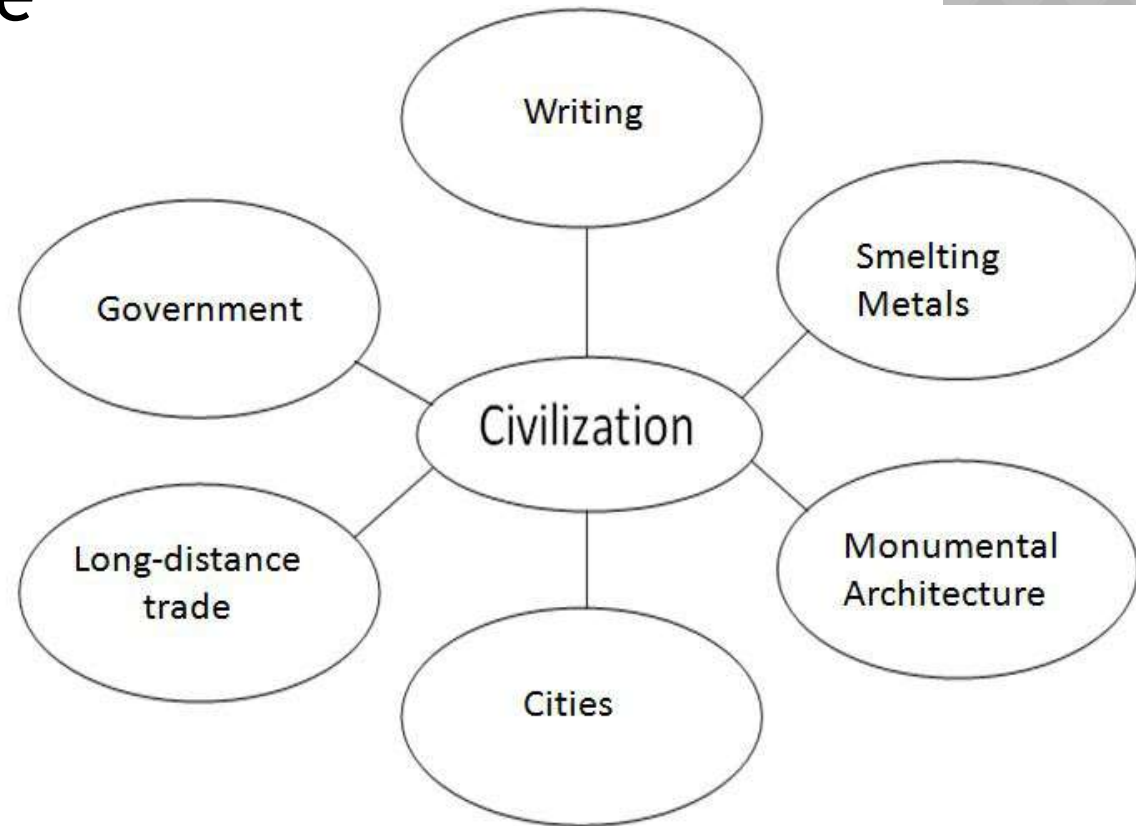 e
Writing
Smelting
Metals
Government
Civilization
Long-distance
trade
Monumental
Architecture
Cities